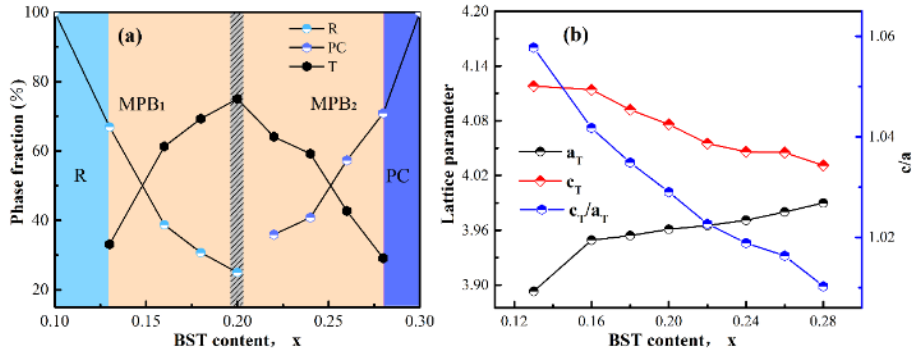 (a)
R
PC
T
MPB₁
MPB₂
R
PC
Phase fraction (%)
100
80
60
40
20
0.10
0.15
0.20
0.25
0.30
BST content, x
(b)
a_T
c_T
c_T/a_T
Lattice parameter
4.20
4.14
4.08
4.02
3.96
3.90
0.12
0.16
0.20
0.24
0.28
BST content, x
1.06
1.04
1.02
c/a